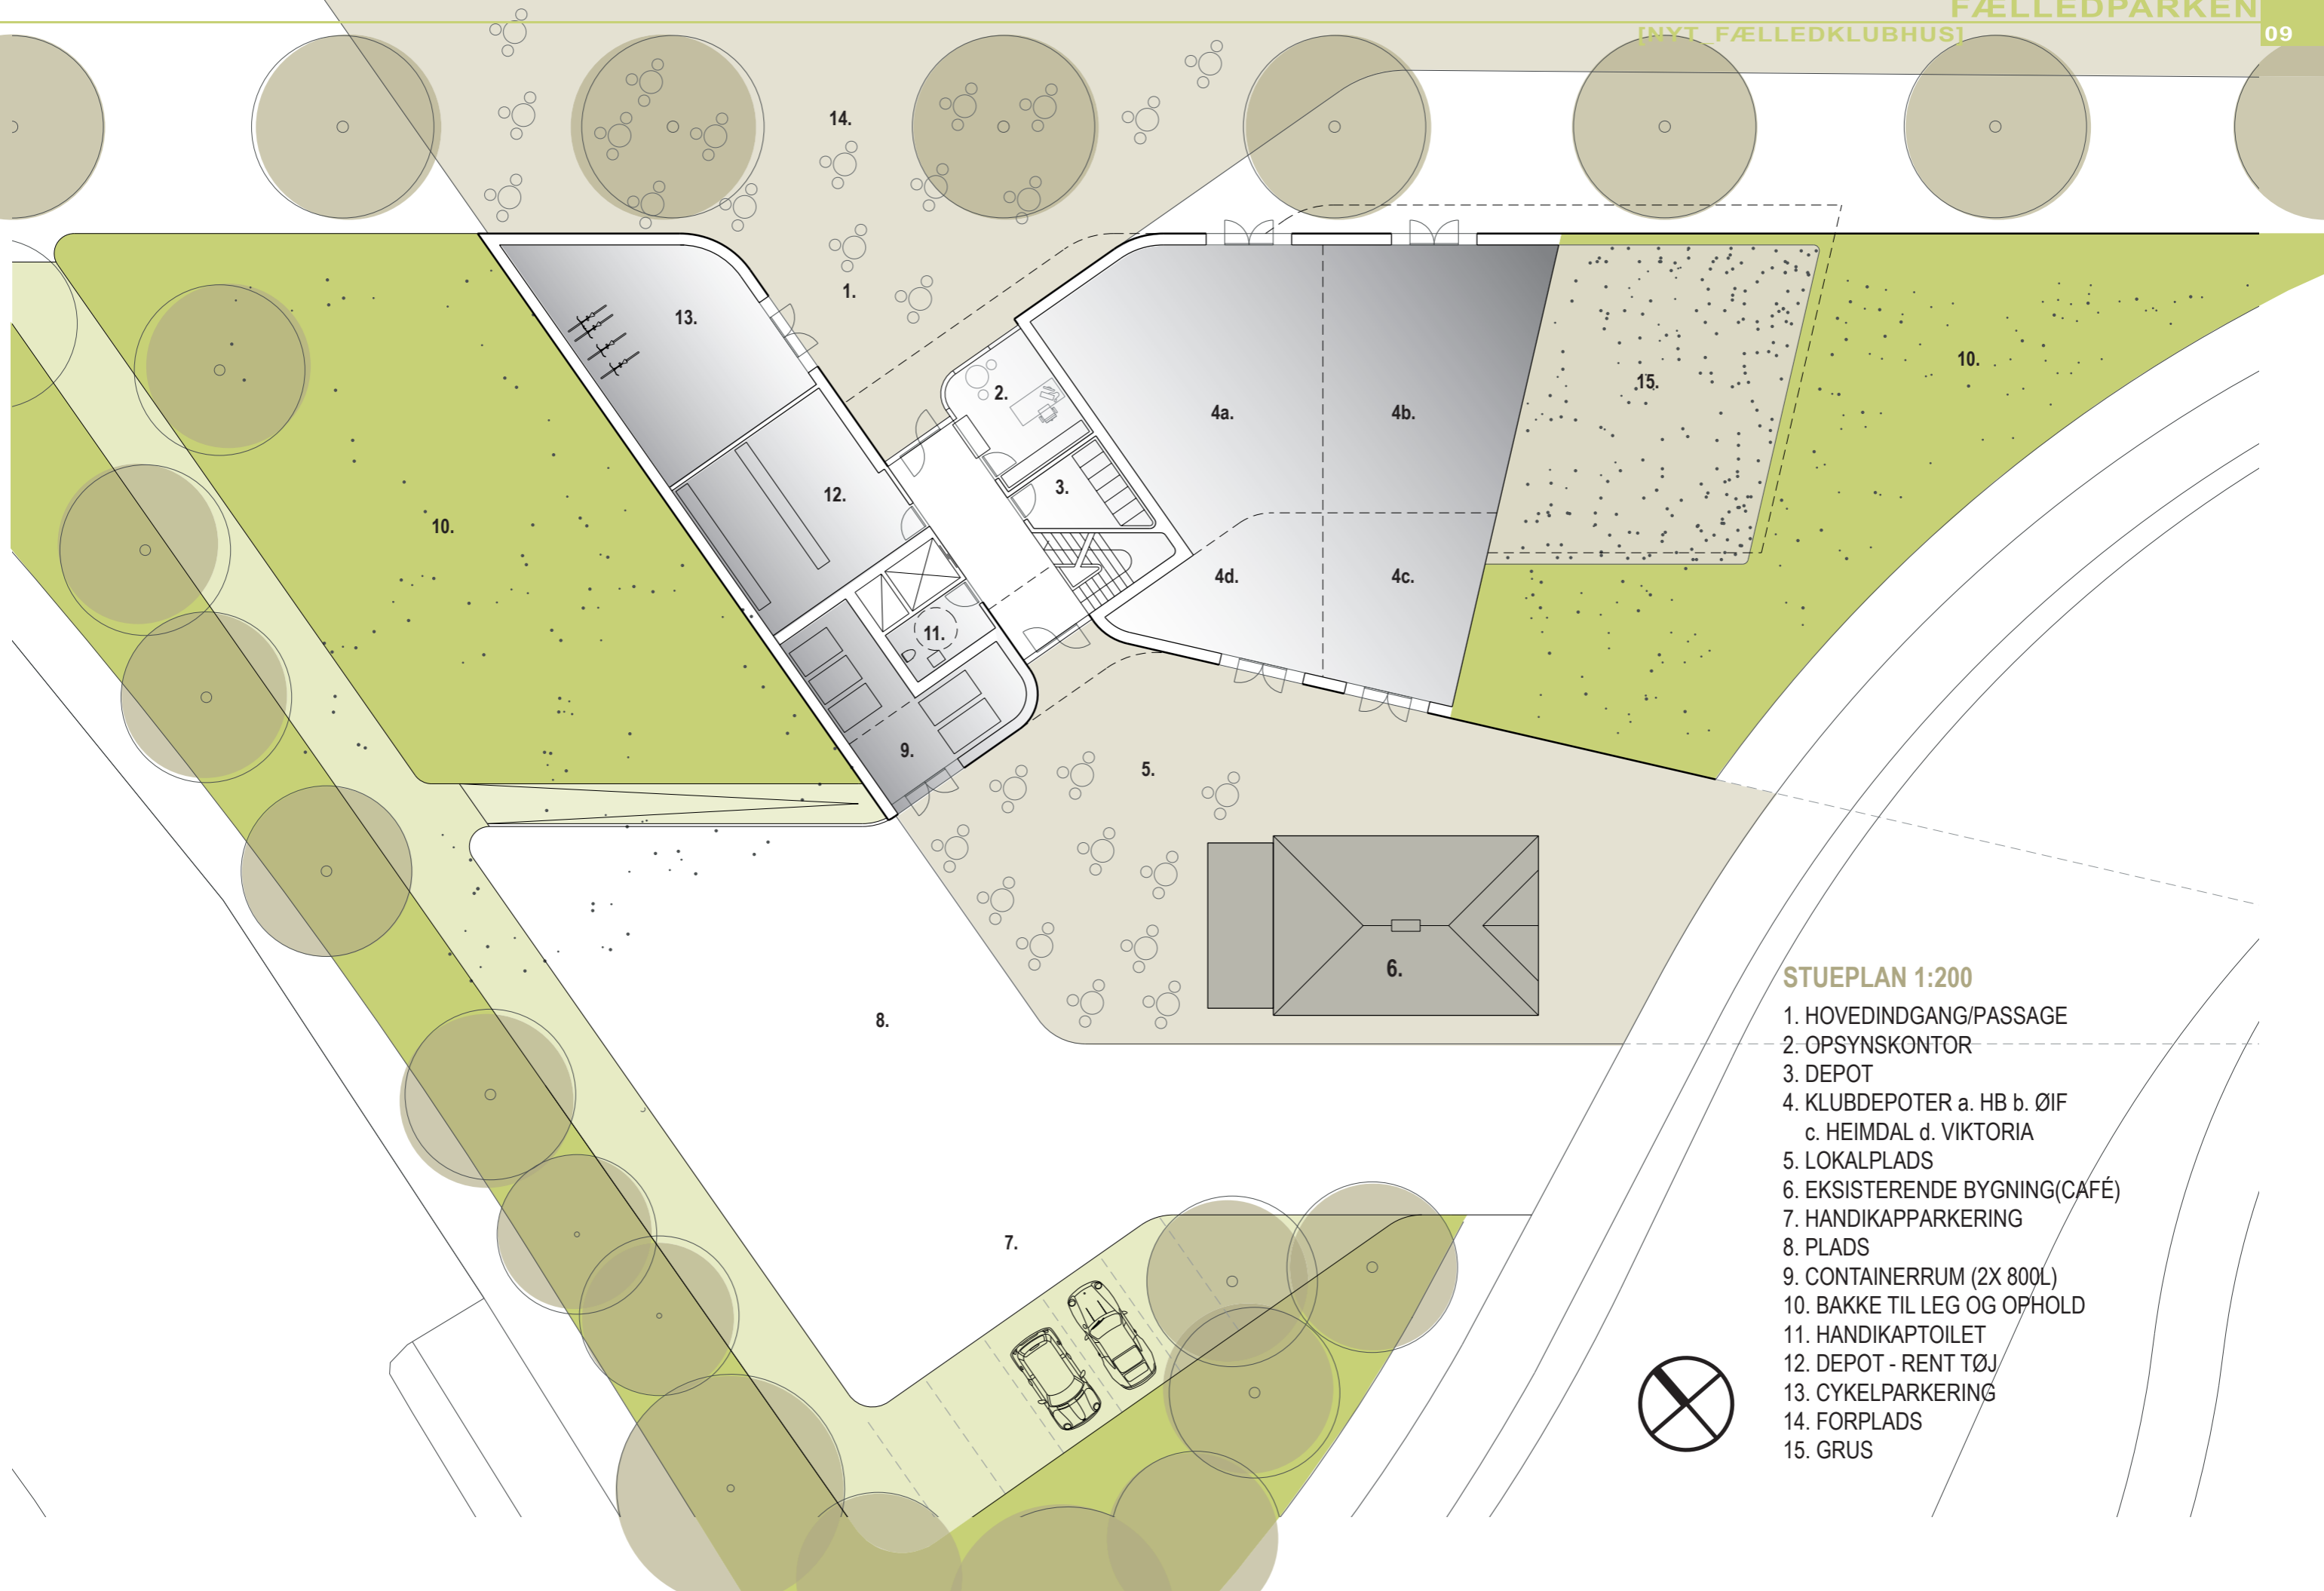 FÆLLEDPARKEN
[NYT FÆLLEDKLUBHUS]
09
14.
1.
13.
2.
10.
15.
4a.
4b.
3.
12.
10.
4d.
4c.
11.
9.
5.
6.
8.
7.
STUEPLAN 1:200
1. HOVEDINDGANG/PASSAGE
2. OPSYNSKONTOR
3. DEPOT
4. KLUBDEPOTER a. HB b. ØIF
c. HEIMDAL d. VIKTORIA
5. LOKALPLADS
6. EKSISTERENDE BYGNING(CAFÉ)
7. HANDIKAPPARKERING
8. PLADS
9. CONTAINERRUM (2X 800L)
10. BAKKE TIL LEG OG OPHOLD
11. HANDIKAPTOILET
12. DEPOT - RENT TØJ
13. CYKELPARKERING
14. FORPLADS
15. GRUS